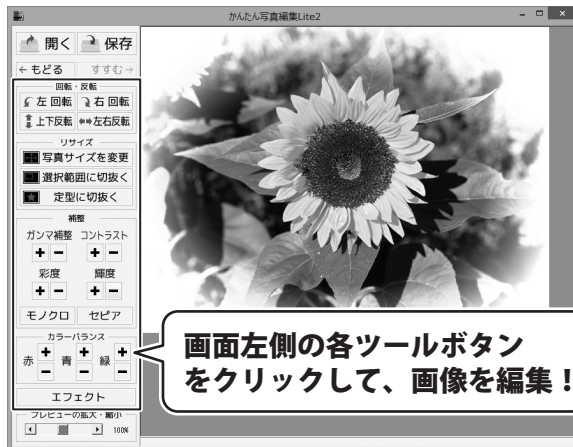 かんたん写真編集Lite2
開く 保存
←もどる すすむ→
回転・反転
左 回転 右 回転
上下反転 左右反転
リサイズ
写真サイズを変更
選択範囲に切抜く
定型に切抜く
補整
ガンマ補整 コントラスト
+ − + −
彩度 輝度
+ − + −
モノクロ セピア
カラーバランス
赤 + − 青 + − 緑 + −
エフェクト
プレビューの拡大・縮小
100%
画面左側の各ツールボタン
をクリックして、画像を編集！